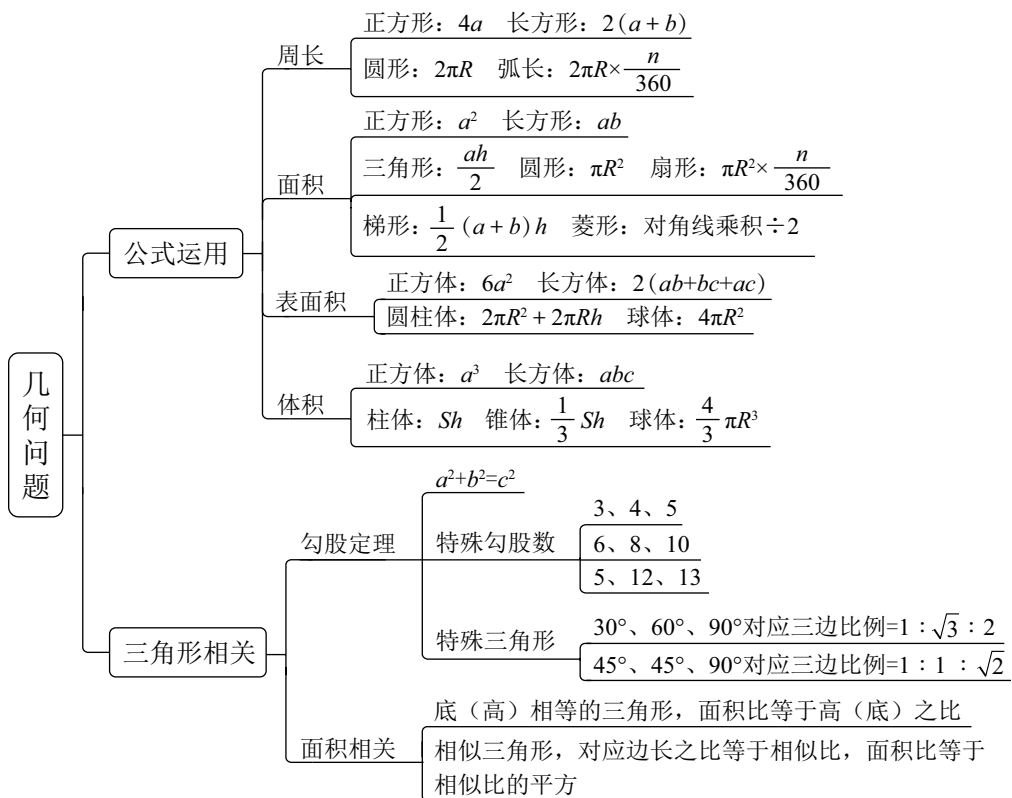 几何问题
公式运用
周长
正方形：4a 长方形：2(a + b)
圆形：2πR 弧长：2πR×n/360
面积
正方形：a² 长方形：ab
三角形：ah/2 圆形：πR² 扇形：πR²×n/360
梯形：1/2 (a + b) h 菱形：对角线乘积÷2
表面积
正方体：6a² 长方体：2(ab+bc+ac)
圆柱体：2πR² + 2πRh 球体：4πR²
体积
正方体：a³ 长方体：abc
柱体：Sh 锥体：1/3 Sh 球体：4/3 πR³
三角形相关
勾股定理
a²+b²=c²
特殊勾股数
3、4、5
6、8、10
5、12、13
特殊三角形
30°、60°、90°对应三边比例=1∶√3∶2
45°、45°、90°对应三边比例=1∶1∶√2
面积相关
底（高）相等的三角形，面积比等于高（底）之比
相似三角形，对应边长之比等于相似比，面积比等于
相似比的平方